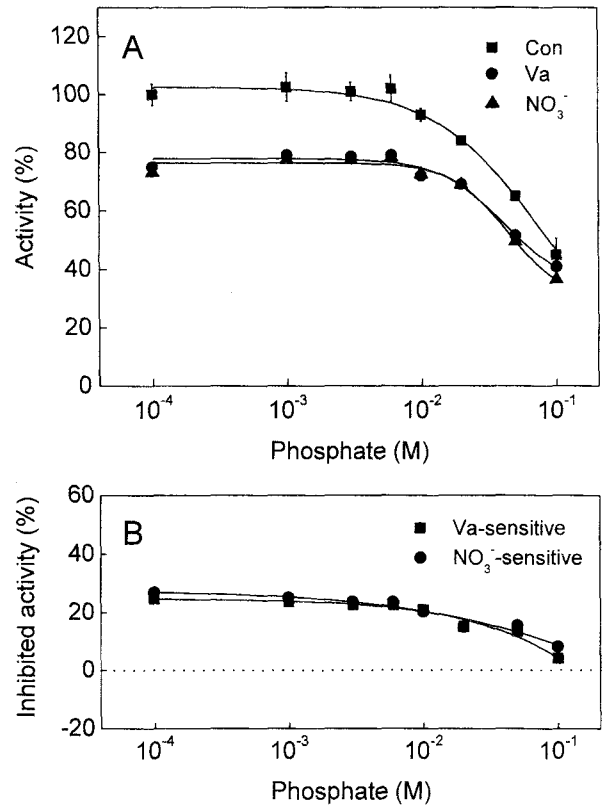 A
Con
Va
NO₃⁻
120
100
80
60
40
20
0
Activity (%)
10⁻⁴ 10⁻³ 10⁻² 10⁻¹
Phosphate (M)
B
Va-sensitive
NO₃⁻-sensitive
60
40
20
0
-20
Inhibited activity (%)
10⁻⁴ 10⁻³ 10⁻² 10⁻¹
Phosphate (M)